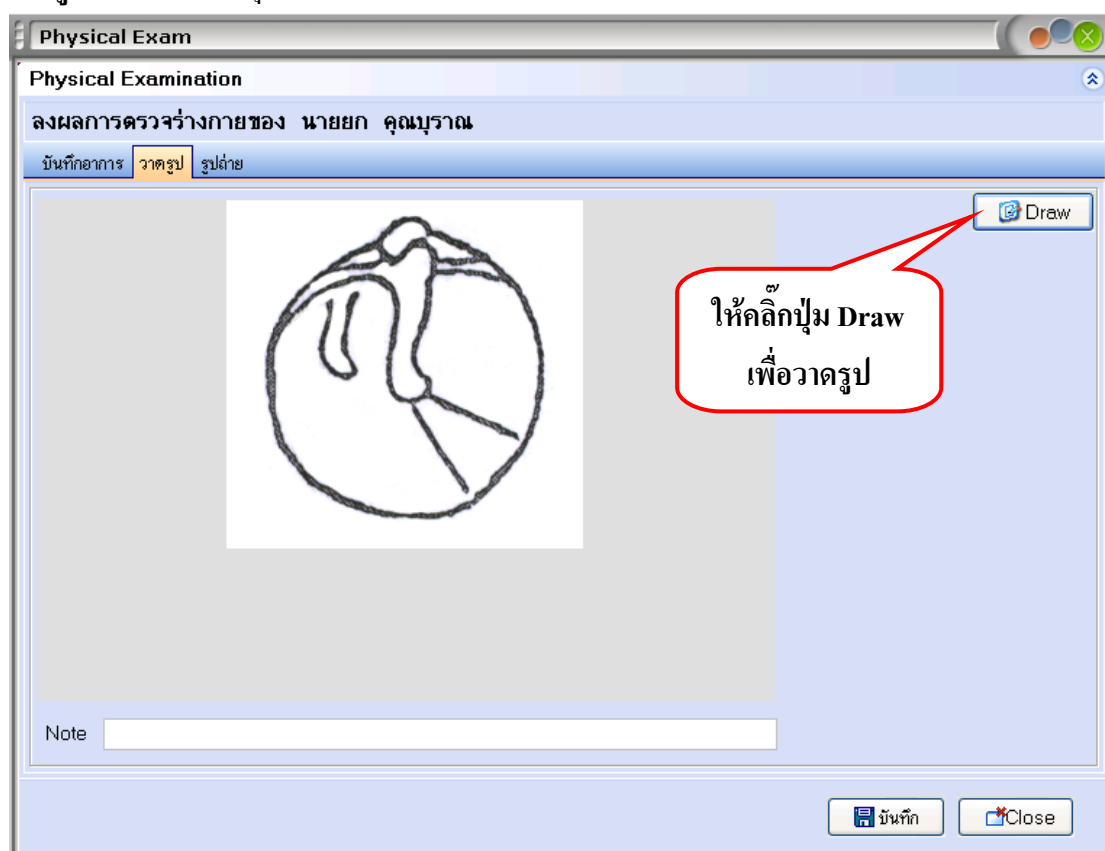 Physical Exam
Physical Examination
ลงผลการตรวจร่างกายของ นายยก คุณบุราณ
บันทึกอาการ วาดรูป รูปถ่าย
Draw
ให้คลิ๊กปุ่ม Draw
เพื่อวาดรูป
Note
บันทึก Close